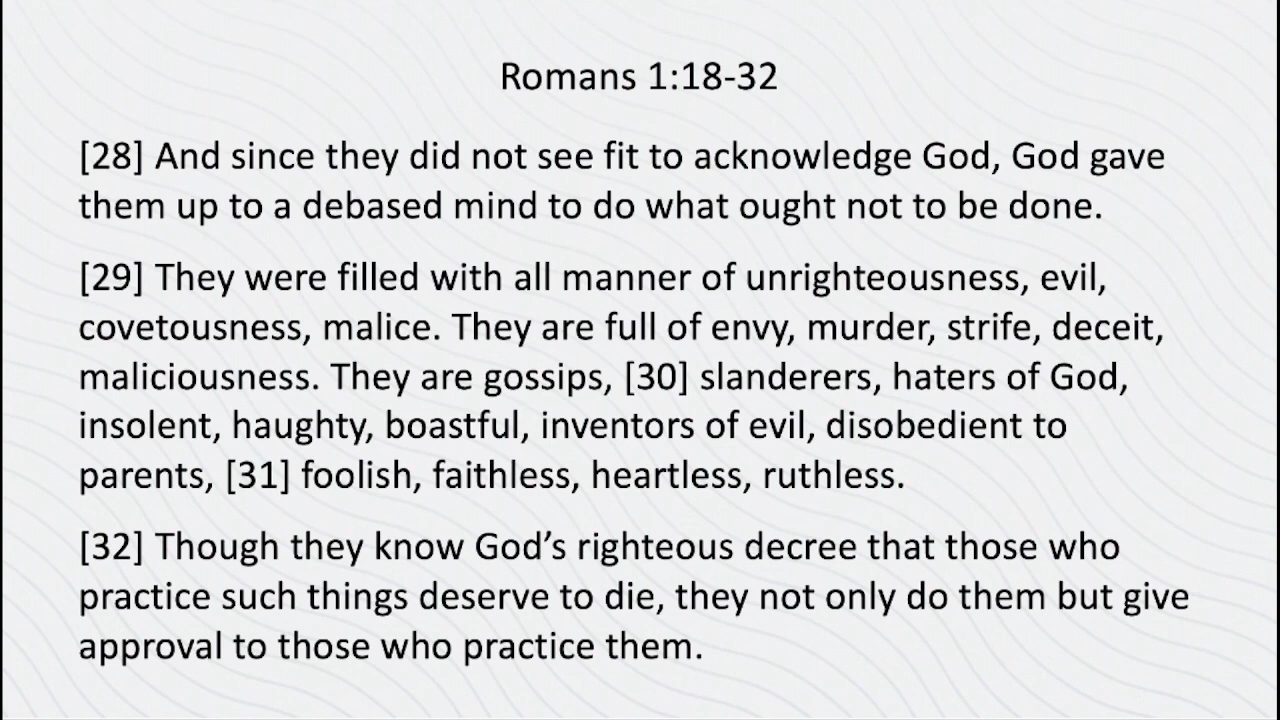 Romans 1:18-32
[28] And since they did not see fit to acknowledge God, God gave
them up to a debased mind to do what ought not to be done.
[29] They were filled with all manner of unrighteousness, evil,
covetousness, malice. They are full of envy, murder, strife, deceit,
maliciousness. They are gossips, [30] slanderers, haters of God,
insolent, haughty, boastful, inventors of evil, disobedient to
parents, [31] foolish, faithless, heartless, ruthless.
[32] Though they know God’s righteous decree that those who
practice such things deserve to die, they not only do them but give
approval to those who practice them.